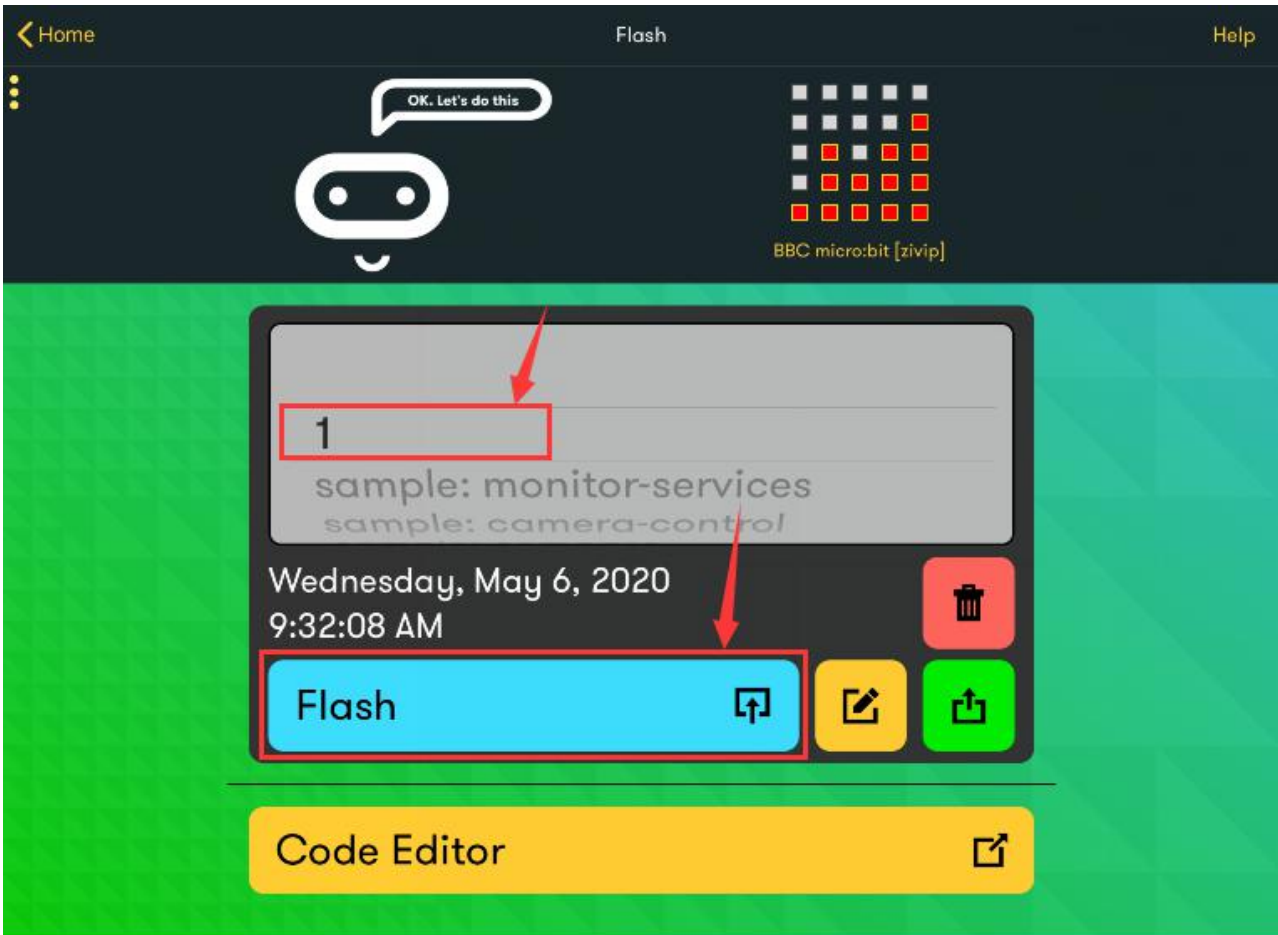 Home
Flash
Help
OK. Let's do this
BBC micro:bit [zivip]
1
sample: monitor-services
sample: camera-control
Wednesday, May 6, 2020
9:32:08 AM
Flash
Code Editor